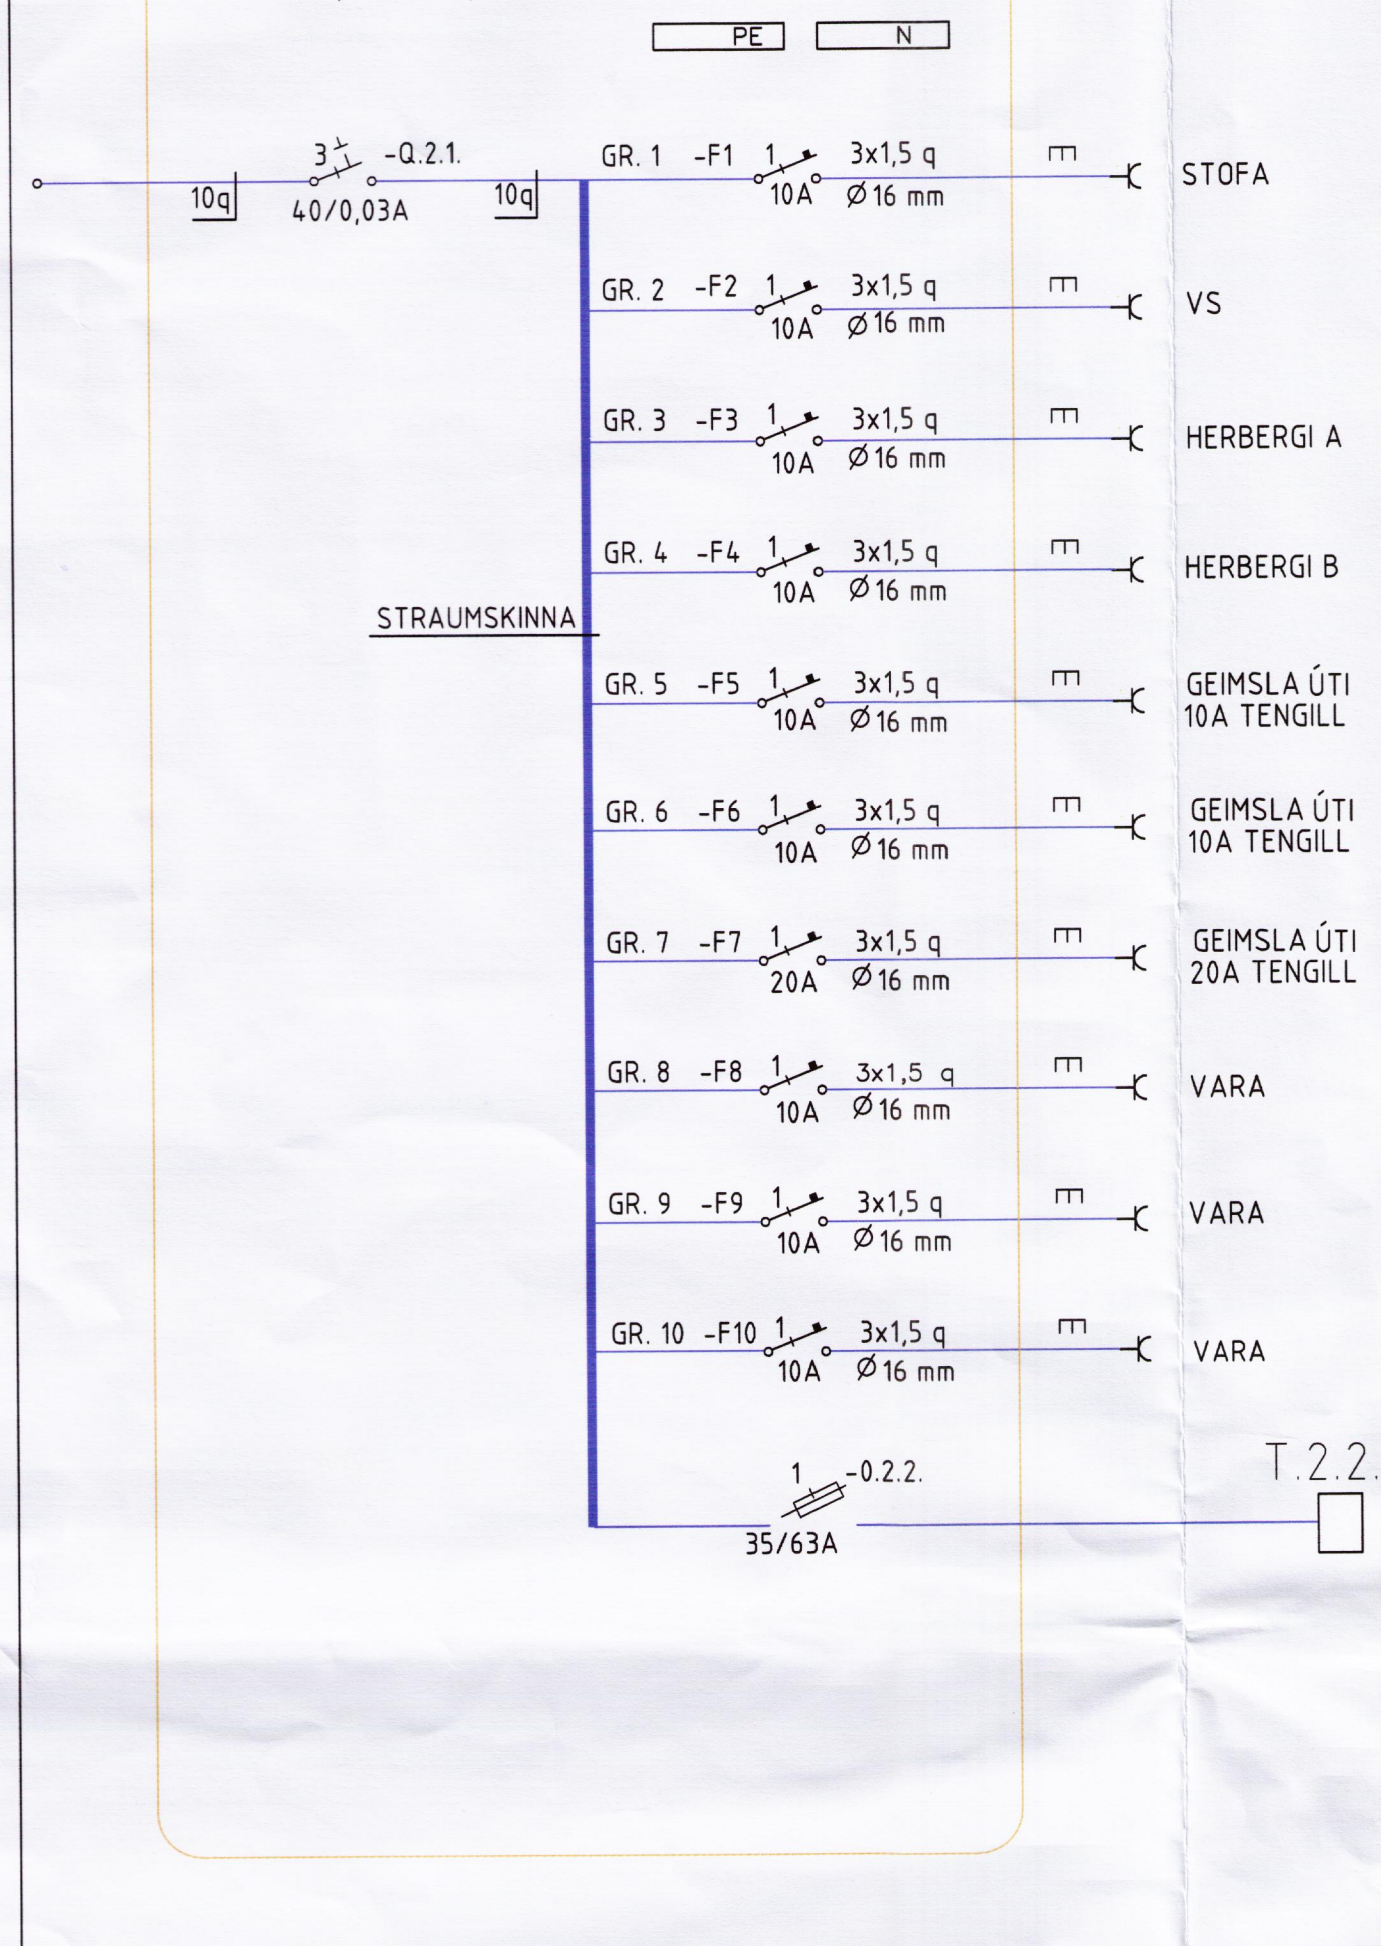 PE N
3 -Q.2.1.
10q 40/0,03A 10q
GR. 1 -F1 1 3x1,5 q
10A Ø 16 mm
STOFA
GR. 2 -F2 1 3x1,5 q
10A Ø 16 mm
VS
GR. 3 -F3 1 3x1,5 q
10A Ø 16 mm
HERBERGI A
GR. 4 -F4 1 3x1,5 q
10A Ø 16 mm
HERBERGI B
STRAUMSKINNA
GR. 5 -F5 1 3x1,5 q
10A Ø 16 mm
GEIMSLA ÚTI
10A TENGILL
GR. 6 -F6 1 3x1,5 q
10A Ø 16 mm
GEIMSLA ÚTI
10A TENGILL
GR. 7 -F7 1 3x1,5 q
20A Ø 16 mm
GEIMSLA ÚTI
20A TENGILL
GR. 8 -F8 1 3x1,5 q
10A Ø 16 mm
VARA
GR. 9 -F9 1 3x1,5 q
10A Ø 16 mm
VARA
GR. 10 -F10 1 3x1,5 q
10A Ø 16 mm
VARA
1 -0.2.2.
35/63A
T.2.2.